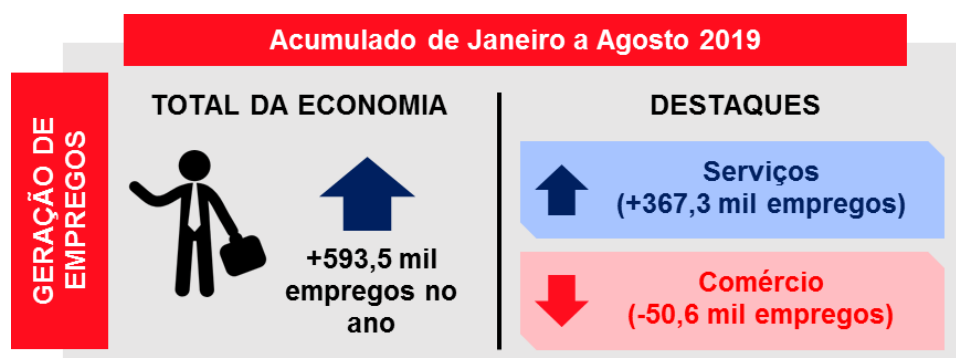 Acumulado de Janeiro a Agosto 2019
GERAÇÃO DE
EMPREGOS
TOTAL DA ECONOMIA
+593,5 mil
empregos no
ano
DESTAQUES
Serviços
(+367,3 mil empregos)
Comércio
(-50,6 mil empregos)